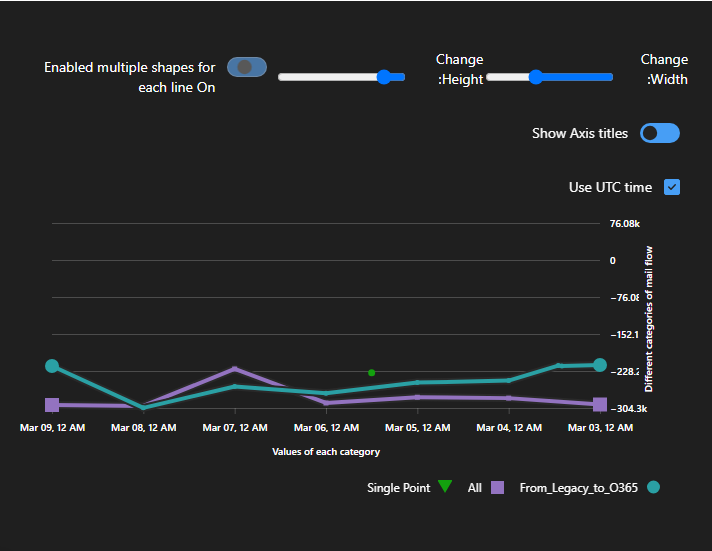 Enabled multiple shapes for
each line On
Change
:Height
Change
:Width
Show Axis titles
Use UTC time
76.08k
0
−76.08
−152.1
−228.2
−304.3k
Different categories of mail flow
Mar 09, 12 AM
Mar 08, 12 AM
Mar 07, 12 AM
Mar 06, 12 AM
Mar 05, 12 AM
Mar 04, 12 AM
Mar 03, 12 AM
Values of each category
Single Point
All
From_Legacy_to_O365